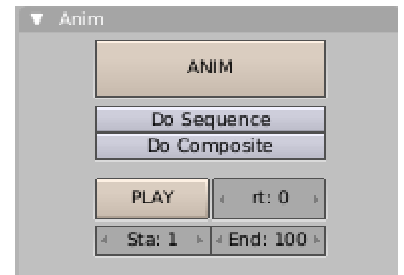 Anim
ANIM
Do Sequence
Do Composite
PLAY rt: 0
Sta: 1 End: 100